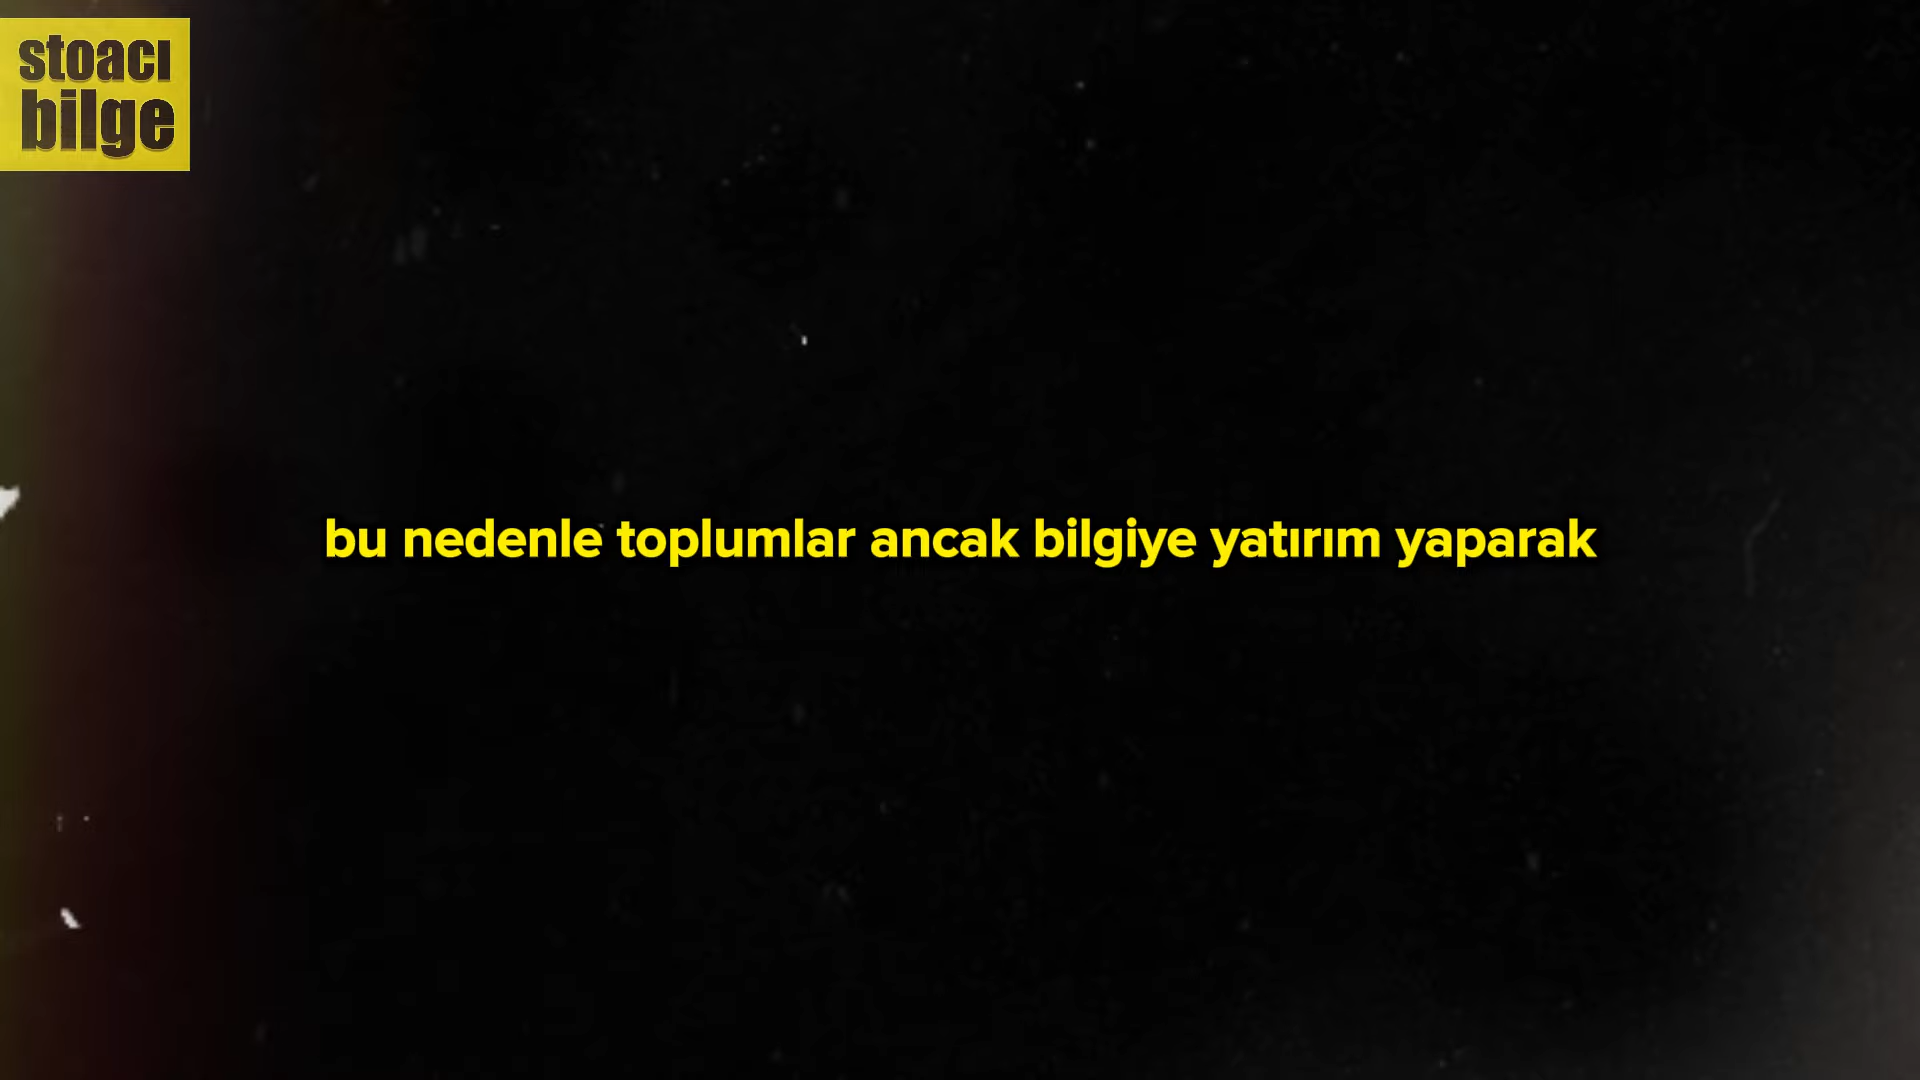 stoacı
bilge
bu nedenle toplumlar ancak bilgiye yatırım yaparak